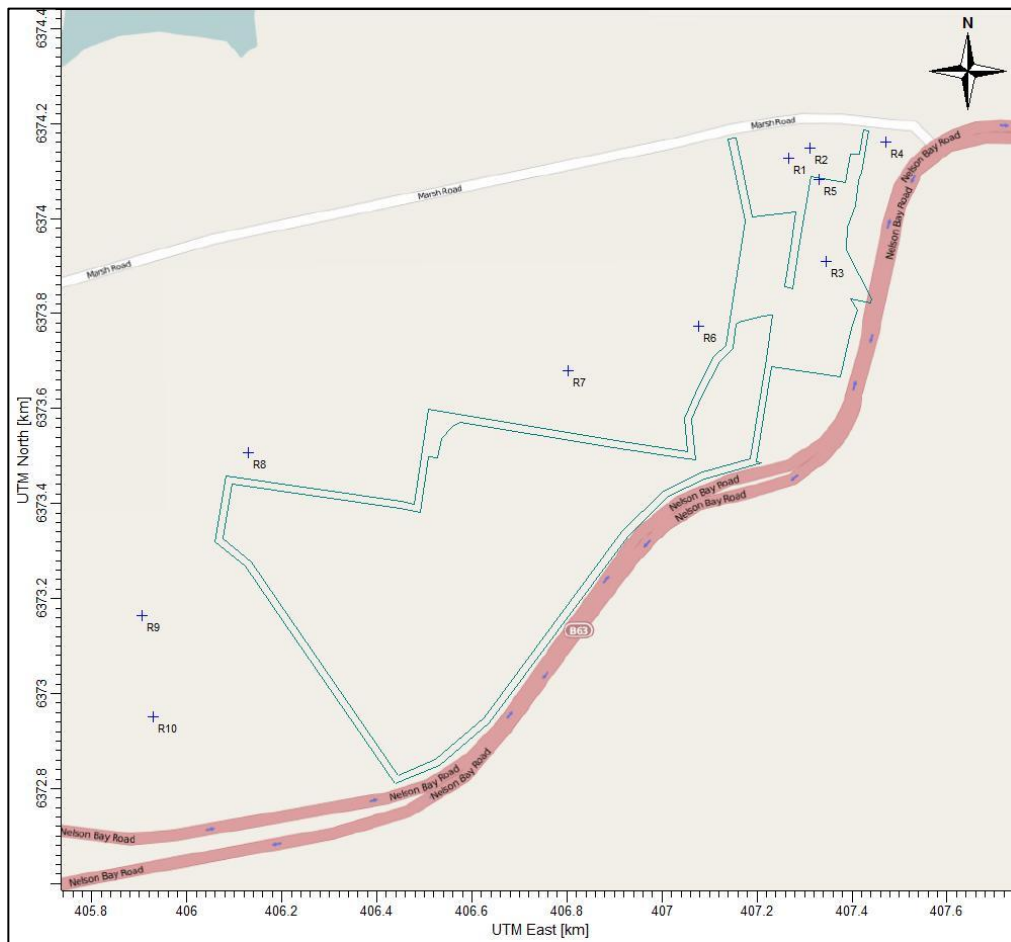 N
6374.4
6374.2
6374
6373.8
6373.6
6373.4
6373.2
6373
6372.8
UTM North [km]
Marsh Road
Marsh Road
Marsh Road
Nelson Bay Road
Nelson Bay Road
Nelson Bay Road
Nelson Bay Road
B63
Nelson Bay Road
Nelson Bay Road
Nelson Bay Road
Nelson Bay Road
R1
R2
R4
R5
R3
R6
R7
R8
R9
R10
405.8
406
406.2
406.4
406.6
406.8
407
407.2
407.4
407.6
UTM East [km]